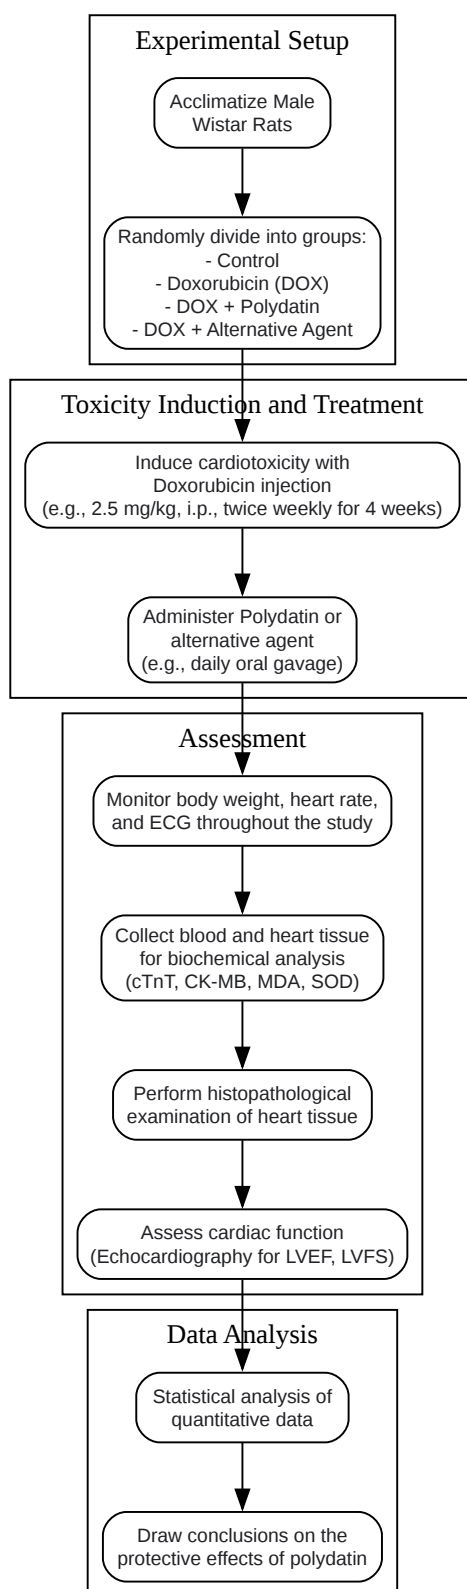 Experimental Setup
Acclimatize Male
Wistar Rats
Randomly divide into groups:
- Control
- Doxorubicin (DOX)
- DOX + Polydatin
- DOX + Alternative Agent
Toxicity Induction and Treatment
Induce cardiotoxicity with
Doxorubicin injection
(e.g., 2.5 mg/kg, i.p., twice weekly for 4 weeks)
Administer Polydatin or
alternative agent
(e.g., daily oral gavage)
Assessment
Monitor body weight, heart rate,
and ECG throughout the study
Collect blood and heart tissue
for biochemical analysis
(cTnT, CK-MB, MDA, SOD)
Perform histopathological
examination of heart tissue
Assess cardiac function
(Echocardiography for LVEF, LVFS)
Data Analysis
Statistical analysis of
quantitative data
Draw conclusions on the
protective effects of polydatin